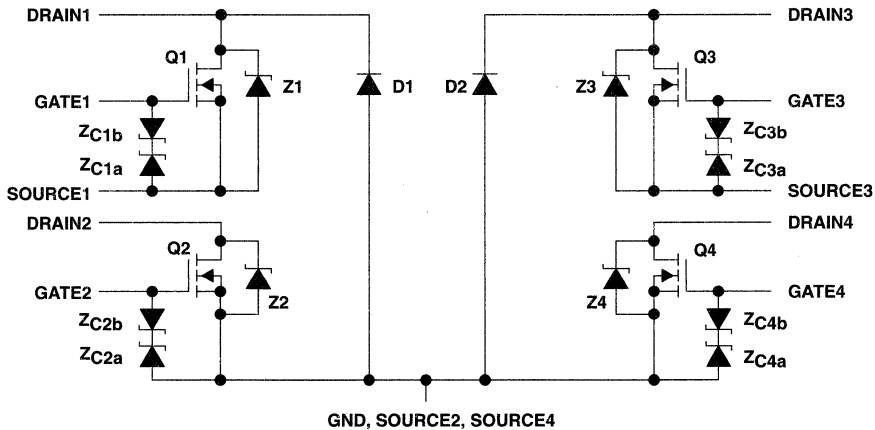 DRAIN1
DRAIN3
Q1
Q3
Z1
D1
D2
Z3
GATE1
GATE3
ZC1b
ZC3b
ZC1a
ZC3a
SOURCE1
SOURCE3
DRAIN2
DRAIN4
Q2
Q4
GATE2
Z2
Z4
GATE4
ZC2b
ZC4b
ZC2a
ZC4a
GND, SOURCE2, SOURCE4